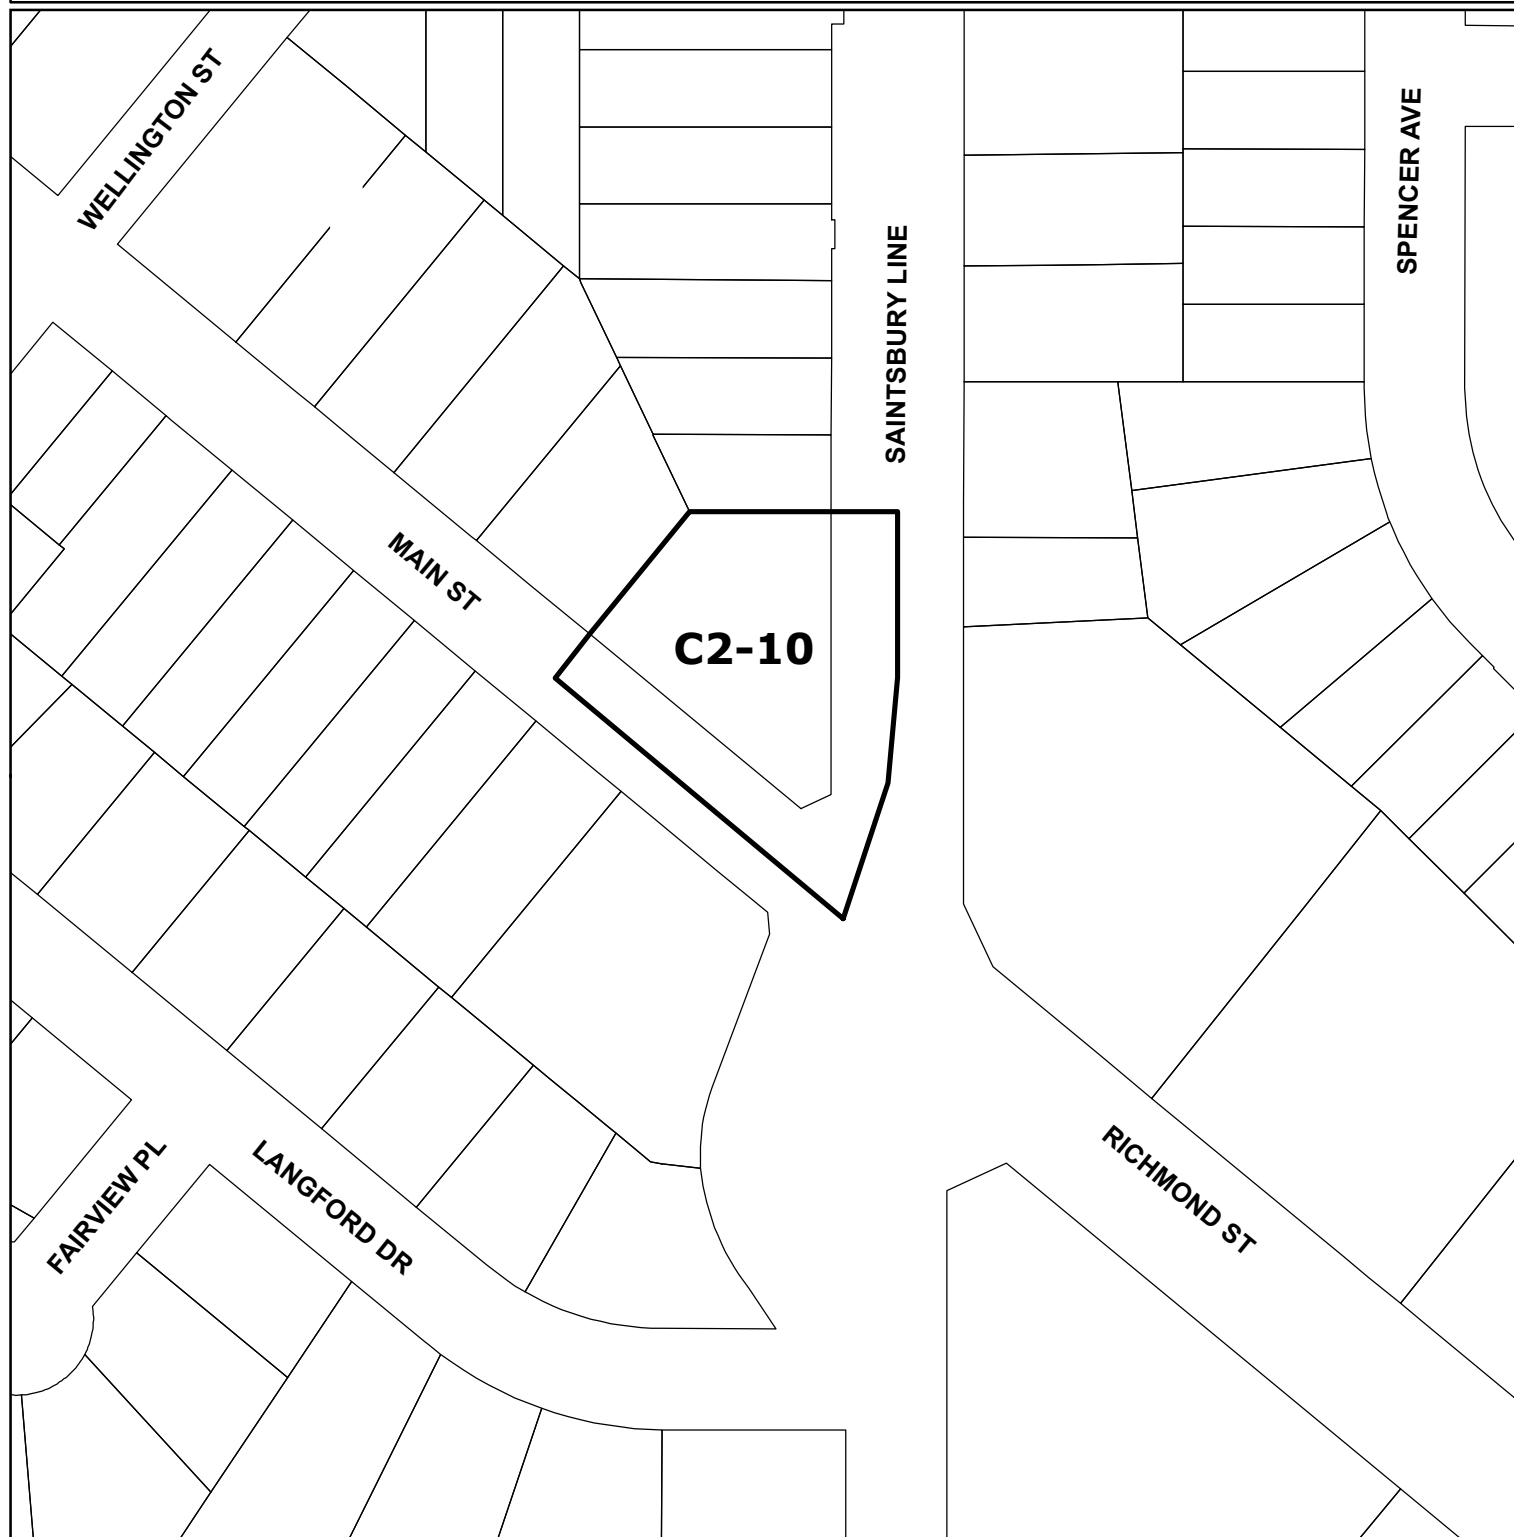 WELLINGTON ST
SPENCER AVE
SAINTSBURY LINE
MAIN ST
C2-10
RICHMOND ST
LANGFORD DR
FAIRVIEW PL